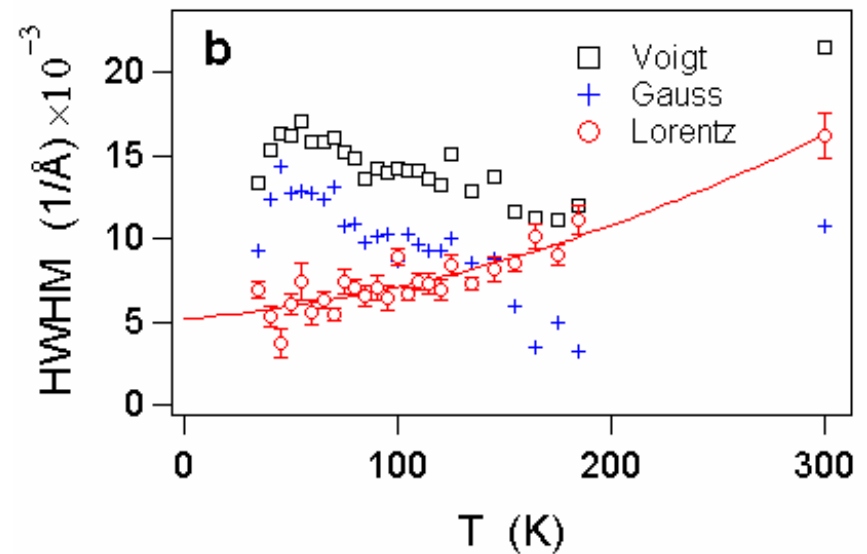 b
Voigt
Gauss
Lorentz
HWHM (1/Å) ×10⁻³
20
15
10
5
0
0 100 200 300
T (K)